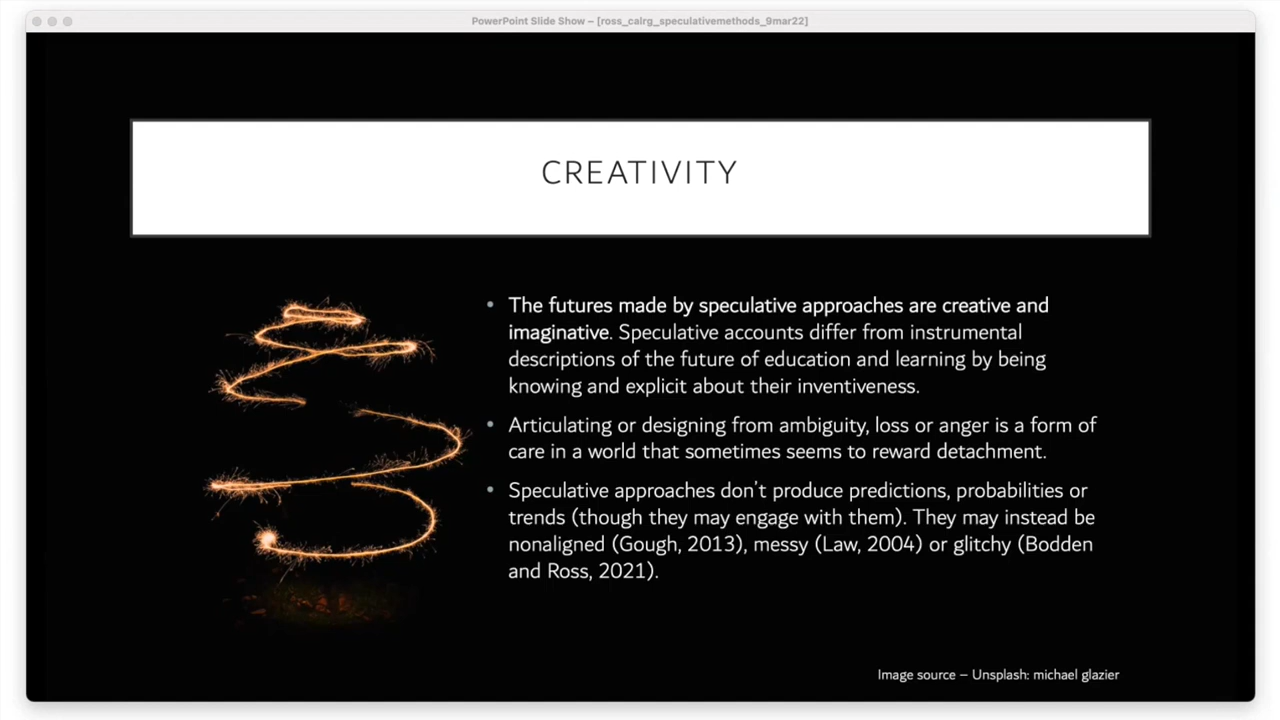 PowerPoint Slide Show – [ross_calrg_speculativemethods_9mar22]
CREATIVITY
• The futures made by speculative approaches are creative and
imaginative. Speculative accounts differ from instrumental
descriptions of the future of education and learning by being
knowing and explicit about their inventiveness.
• Articulating or designing from ambiguity, loss or anger is a form of
care in a world that sometimes seems to reward detachment.
• Speculative approaches don’t produce predictions, probabilities or
trends (though they may engage with them). They may instead be
nonaligned (Gough, 2013), messy (Law, 2004) or glitchy (Bodden
and Ross, 2021).
Image source – Unsplash: michael glazier